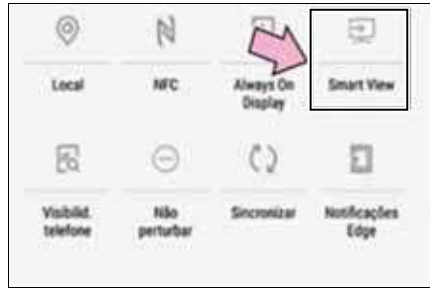 Local
NFC
Always On
Display
Smart View
Visibilid.
telefone
Não
perturbar
Sincronizar
Notificações
Edge